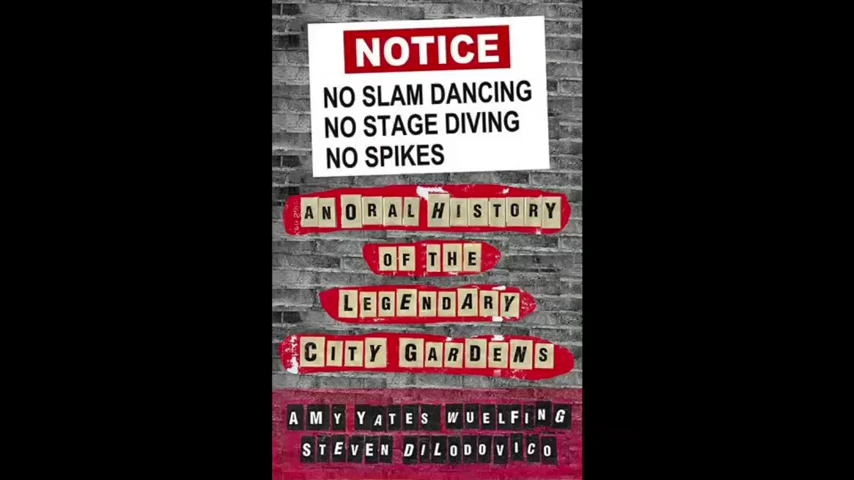 NOTICE
NO SLAM DANCING
NO STAGE DIVING
NO SPIKES
AN ORAL HISTORY
OF THE
LEGENDARY
CITY GARDENS
AMY YATES WUELFING
STEVEN DILODOVICO